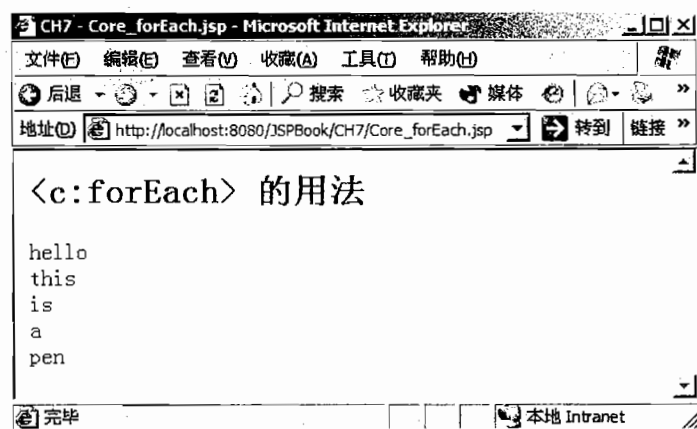 CH7 - Core_forEach.jsp - Microsoft Internet Explorer
文件(F) 编辑(E) 查看(V) 收藏(A) 工具(T) 帮助(H)
后退 搜索 收藏夹 媒体 »
地址(D) http://localhost:8080/JSPBook/CH7/Core_forEach.jsp 转到 链接 »
<c:forEach> 的用法
hello
this
is
a
pen
完毕 本地 Intranet